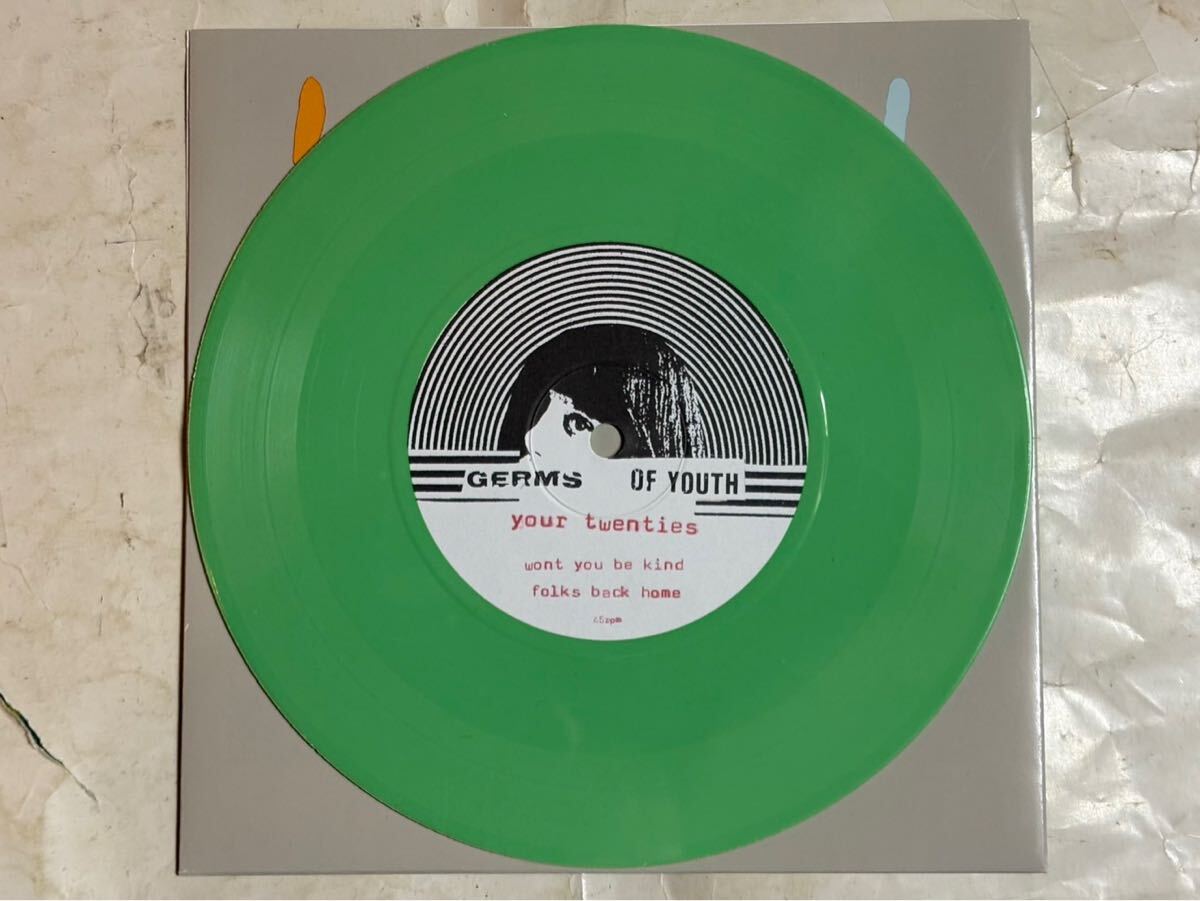 GERMS OF YOUTH
your twenties
wont you be kind
folks back home
45rpm